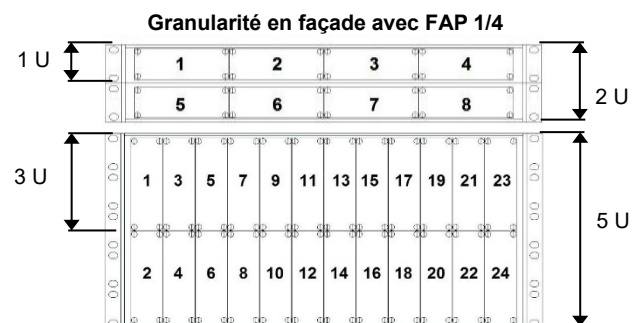 Granularité en façade avec FAP 1/4
1 U
1 2 3 4
5 6 7 8
2 U
3 U
1 3 5 7 9 11 13 15 17 19 21 23
5 U
2 4 6 8 10 12 14 16 18 20 22 24